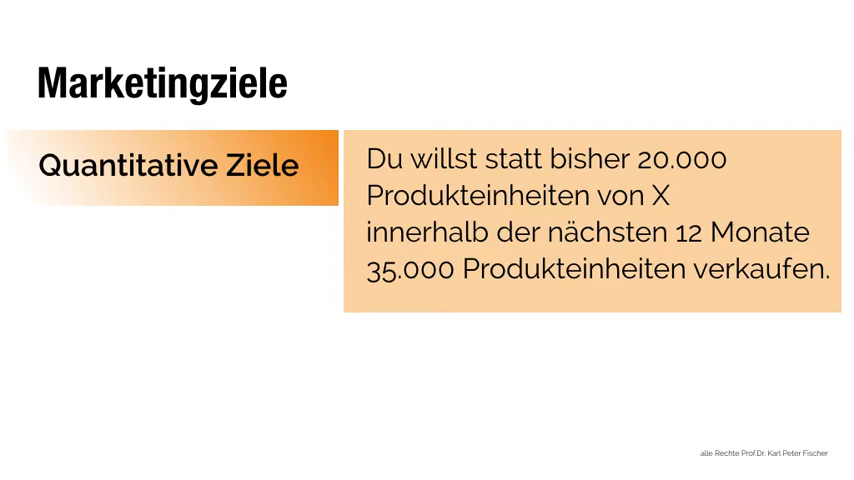 Marketingziele
Quantitative Ziele
Du willst statt bisher 20.000
Produkteinheiten von X
innerhalb der nächsten 12 Monate
35.000 Produkteinheiten verkaufen.
alle Rechte Prof.Dr. Karl Peter Fischer